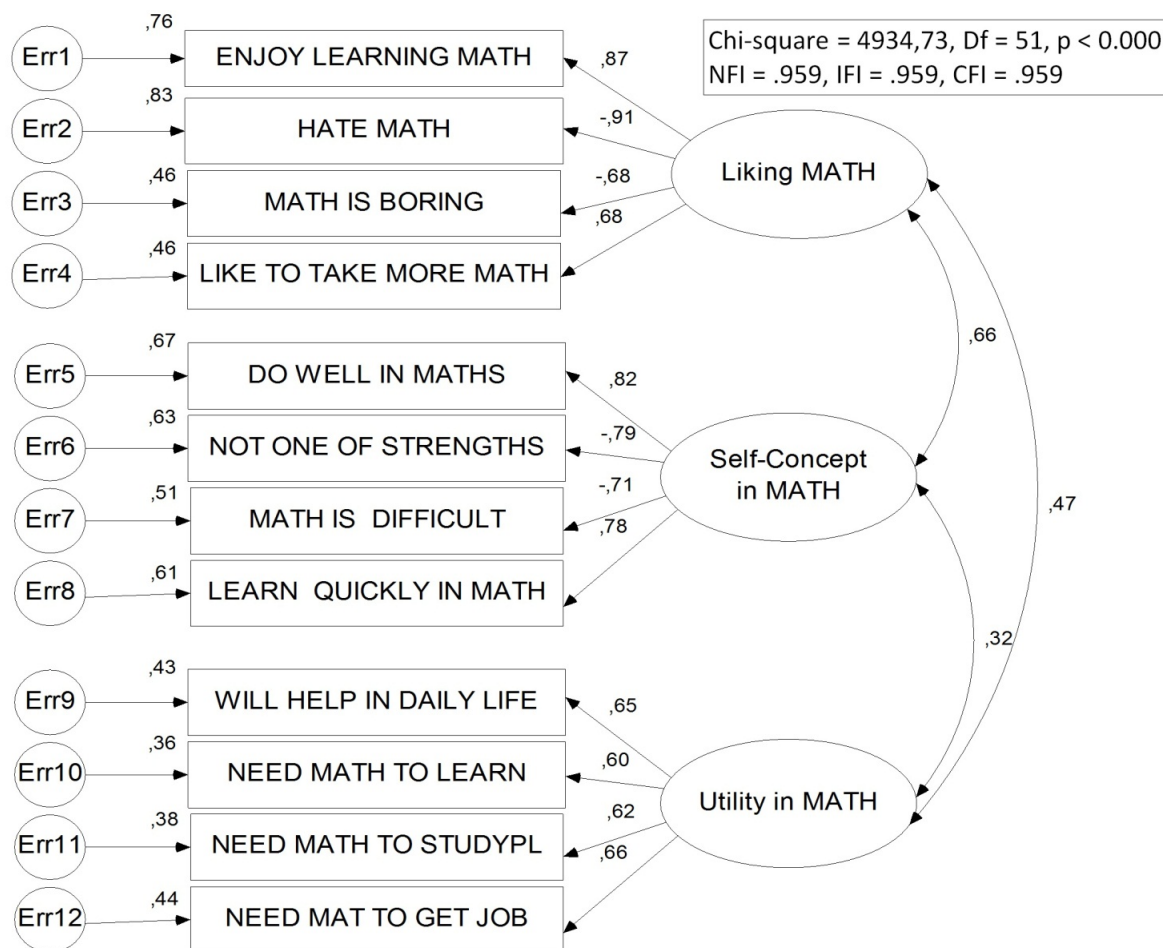 Chi-square = 4934,73, Df = 51, p < 0.000
NFI = .959, IFI = .959, CFI = .959
,76
Err1
ENJOY LEARNING MATH
,87
,83
Err2
HATE MATH
-,91
Liking MATH
,46
Err3
MATH IS BORING
-,68
,46
Err4
LIKE TO TAKE MORE MATH
,68
,66
,67
Err5
DO WELL IN MATHS
,82
,63
Err6
NOT ONE OF STRENGTHS
-,79
Self-Concept
in MATH
,51
Err7
MATH IS  DIFFICULT
-,71
,47
,61
Err8
LEARN  QUICKLY IN MATH
,78
,32
,43
Err9
WILL HELP IN DAILY LIFE
,65
,36
Err10
NEED MATH TO LEARN
,60
Utility in MATH
,38
Err11
NEED MATH TO STUDYPL
,62
,44
Err12
NEED MAT TO GET JOB
,66